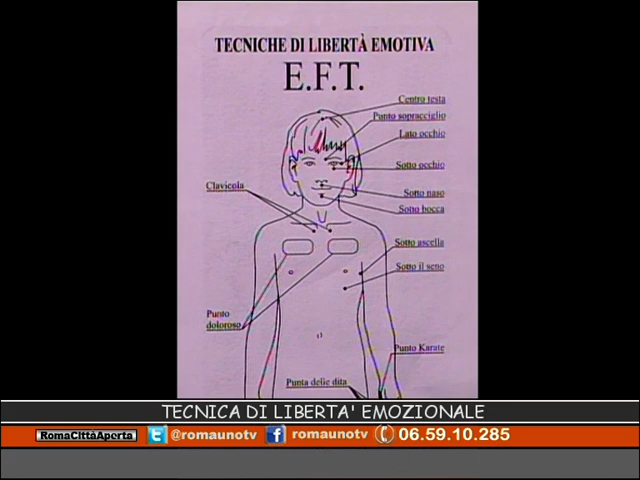 TECNICHE DI LIBERTÀ EMOTIVA
E.F.T.
Centro testa
Punto sopracciglio
Lato occhio
Sotto occhio
Clavicola
Sotto naso
Sotto bocca
Sotto ascella
Sotto il seno
Punto
doloroso
Punto Karate
Punta delle dita
TECNICA DI LIBERTA' EMOZIONALE
RomaCittàAperta @romaunotv romaunotv 06.59.10.285